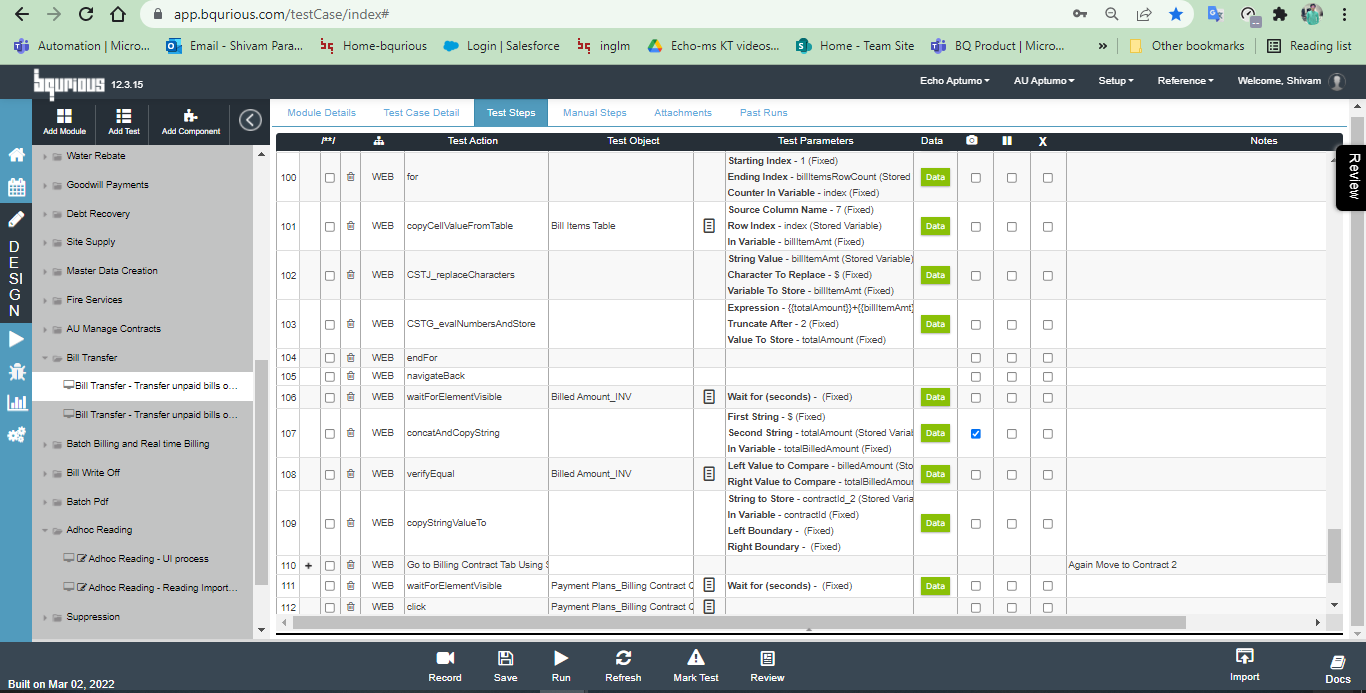 app.bqurious.com/testCase/index#
Automation | Micro...
Email - Shivam Para...
Home-bqurious
Login | Salesforce
inglm
Echo-ms KT videos...
Home - Team Site
BQ Product | Micro...
»
Other bookmarks
Reading list
bqurious 12.3.15
Echo Aptumo
AU Aptumo
Setup
Reference
Welcome, Shivam
Add Module
Add Test
Add Component
Module Details
Test Case Detail
Test Steps
Manual Steps
Attachments
Past Runs
DESIGN
Water Rebate
Goodwill Payments
Debt Recovery
Site Supply
Master Data Creation
Fire Services
AU Manage Contracts
Bill Transfer
Bill Transfer - Transfer unpaid bills o...
Bill Transfer - Transfer unpaid bills o...
Batch Billing and Real time Billing
Bill Write Off
Batch Pdf
Adhoc Reading
Adhoc Reading - UI process
Adhoc Reading - Reading Import...
Suppression
/**/ Test Action Test Object Test Parameters Data X Notes
100 WEB for
Starting Index - 1 (Fixed)
Ending Index - billItemsRowCount (Stored
Counter In Variable - index (Fixed)
Data
101 WEB copyCellValueFromTable Bill Items Table
Source Column Name - 7 (Fixed)
Row Index - index (Stored Variable)
In Variable - billItemAmt (Fixed)
Data
102 WEB CSTJ_replaceCharacters
String Value - billItemAmt (Stored Variable)
Character To Replace - $ (Fixed)
Variable To Store - billItemAmt (Fixed)
Data
103 WEB CSTG_evalNumbersAndStore
Expression - {{totalAmount}}+{{billItemAmt}
Truncate After - 2 (Fixed)
Value To Store - totalAmount (Fixed)
Data
104 WEB endFor
105 WEB navigateBack
106 WEB waitForElementVisible Billed Amount_INV Wait for (seconds) - (Fixed) Data
107 WEB concatAndCopyString
First String - $ (Fixed)
Second String - totalAmount (Stored Variab
In Variable - totalBilledAmount (Fixed)
Data
108 WEB verifyEqual Billed Amount_INV
Left Value to Compare - billedAmount (Sto
Right Value to Compare - totalBilledAmoun
Data
109 WEB copyStringValueTo
String to Store - contractId_2 (Stored Varia
In Variable - contractId (Fixed)
Left Boundary - (Fixed)
Right Boundary - (Fixed)
Data
110 + WEB Go to Billing Contract Tab Using S Again Move to Contract 2
111 WEB waitForElementVisible Payment Plans_Billing Contract C Wait for (seconds) - (Fixed) Data
112 WEB click Payment Plans_Billing Contract C
Review
Built on Mar 02, 2022
Record
Save
Run
Refresh
Mark Test
Review
Import
Docs